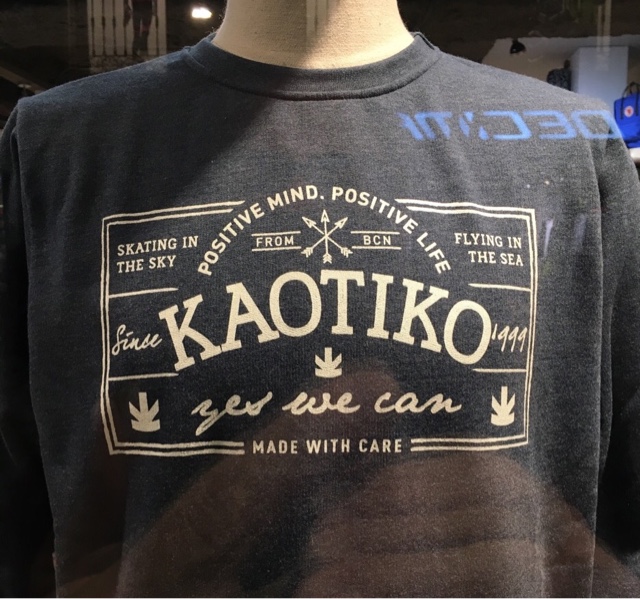 POSITIVE MIND. POSITIVE LIFE
SKATING IN
THE SKY
FROM BCN
FLYING IN
THE SEA
Since KAOTIKO 1999
yes we can
MADE WITH CARE